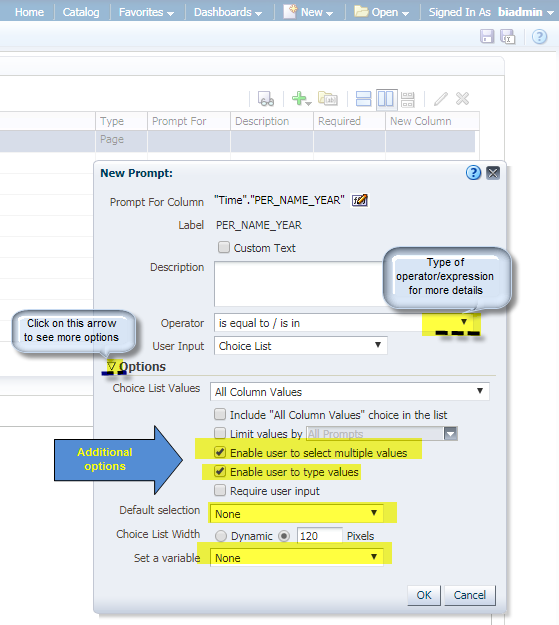 Home Catalog Favorites Dashboards New Open Signed In As biadmin
Type Prompt For Description Required New Column
Page
New Prompt:
Prompt For Column "Time"."PER_NAME_YEAR"
Label PER_NAME_YEAR
Custom Text
Description
Type of
operator/expression
for more details
Click on this arrow
to see more options
Operator is equal to / is in
User Input Choice List
Options
Choice List Values All Column Values
Include "All Column Values" choice in the list
Limit values by All Prompts
Enable user to select multiple values
Additional
options
Enable user to type values
Require user input
Default selection None
Choice List Width Dynamic 120 Pixels
Set a variable None
OK Cancel